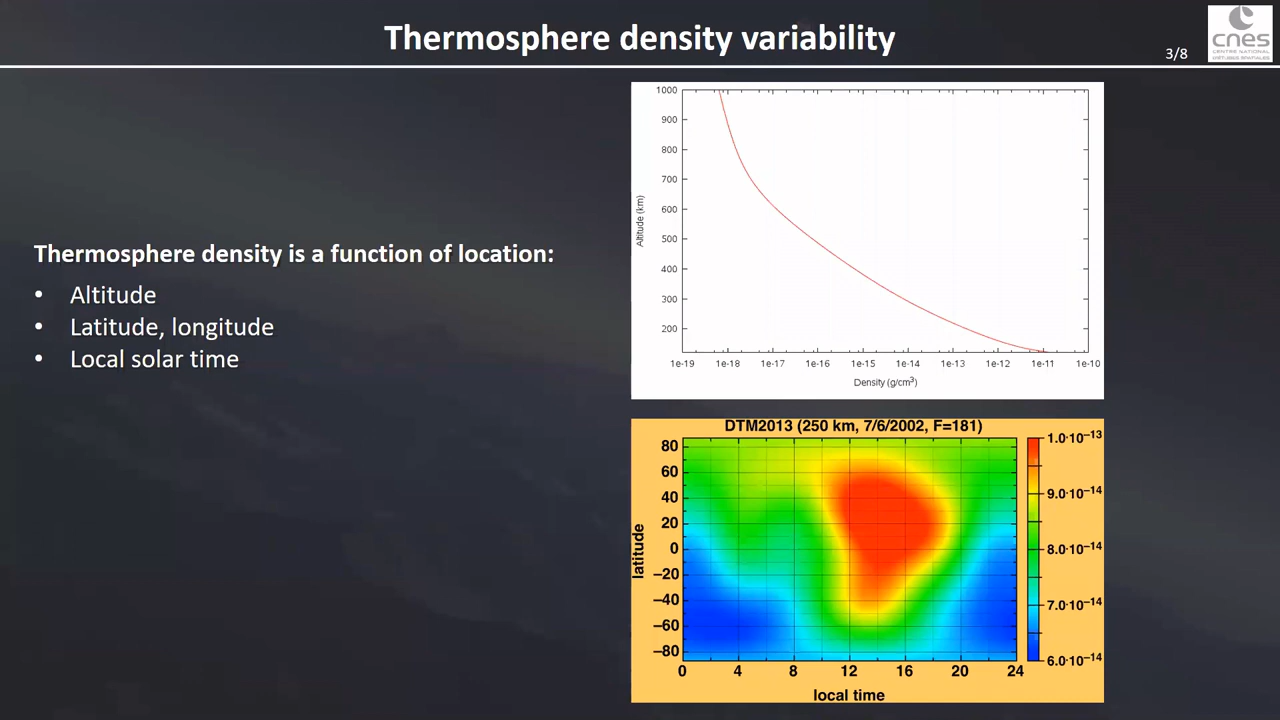 Thermosphere density variability
3/8
cnes
CENTRE NATIONAL
D'ÉTUDES SPATIALES
Thermosphere density is a function of location:
• Altitude
• Latitude, longitude
• Local solar time
1000
900
800
700
600
500
400
300
200
Altitude (km)
1e-19 1e-18 1e-17 1e-16 1e-15 1e-14 1e-13 1e-12 1e-11 1e-10
Density (g/cm³)
DTM2013 (250 km, 7/6/2002, F=181)
80
60
40
20
0
−20
−40
−60
−80
latitude
0 4 8 12 16 20 24
local time
1.0·10⁻¹³
9.0·10⁻¹⁴
8.0·10⁻¹⁴
7.0·10⁻¹⁴
6.0·10⁻¹⁴